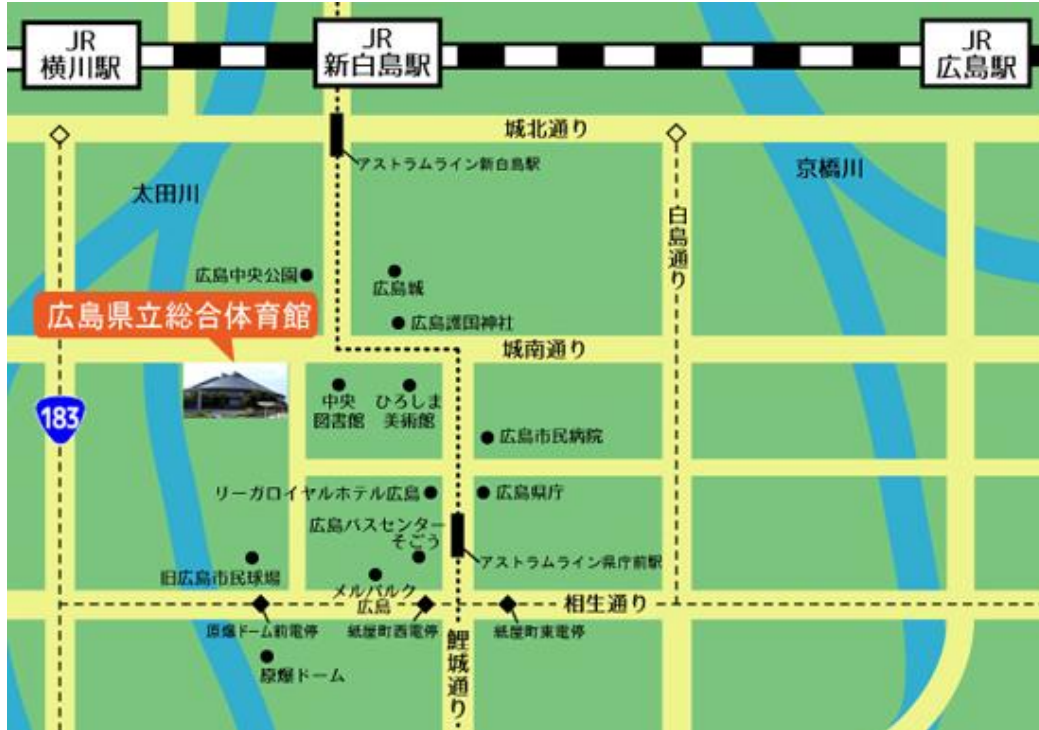 JR
横川駅
JR
新白島駅
JR
広島駅
城北通り
アストラムライン新白島駅
太田川
京橋川
白島通り
広島中央公園
広島城
広島県立総合体育館
広島護国神社
城南通り
中央
図書館
ひろしま
美術館
183
広島市民病院
リーガロイヤルホテル広島
広島県庁
広島バスセンター
そごう
アストラムライン県庁前駅
旧広島市民球場
メルパルク
広島
相生通り
原爆ドーム前電停
紙屋町西電停
紙屋町東電停
鯉城通り
原爆ドーム